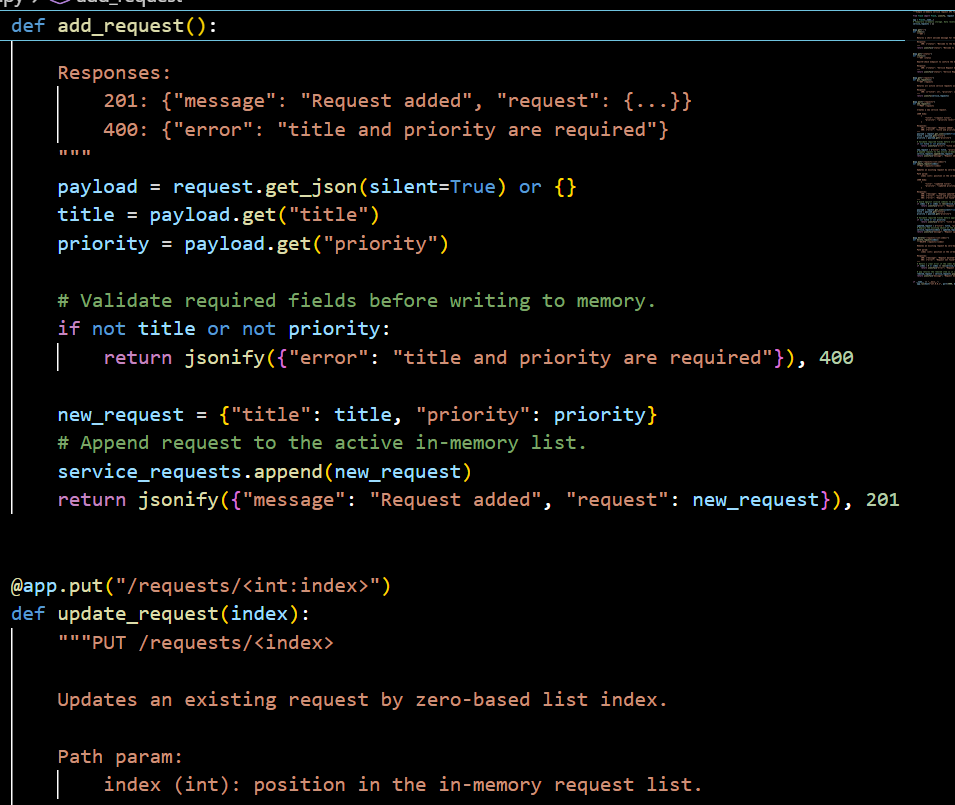 def add_request():
    Responses:
        201: {"message": "Request added", "request": {...}}
        400: {"error": "title and priority are required"}
    """
    payload = request.get_json(silent=True) or {}
    title = payload.get("title")
    priority = payload.get("priority")
    # Validate required fields before writing to memory.
    if not title or not priority:
        return jsonify({"error": "title and priority are required"}), 400
    new_request = {"title": title, "priority": priority}
    # Append request to the active in-memory list.
    service_requests.append(new_request)
    return jsonify({"message": "Request added", "request": new_request}), 201
@app.put("/requests/<int:index>")
def update_request(index):
    """PUT /requests/<index>
    Updates an existing request by zero-based list index.
    Path param:
        index (int): position in the in-memory request list.